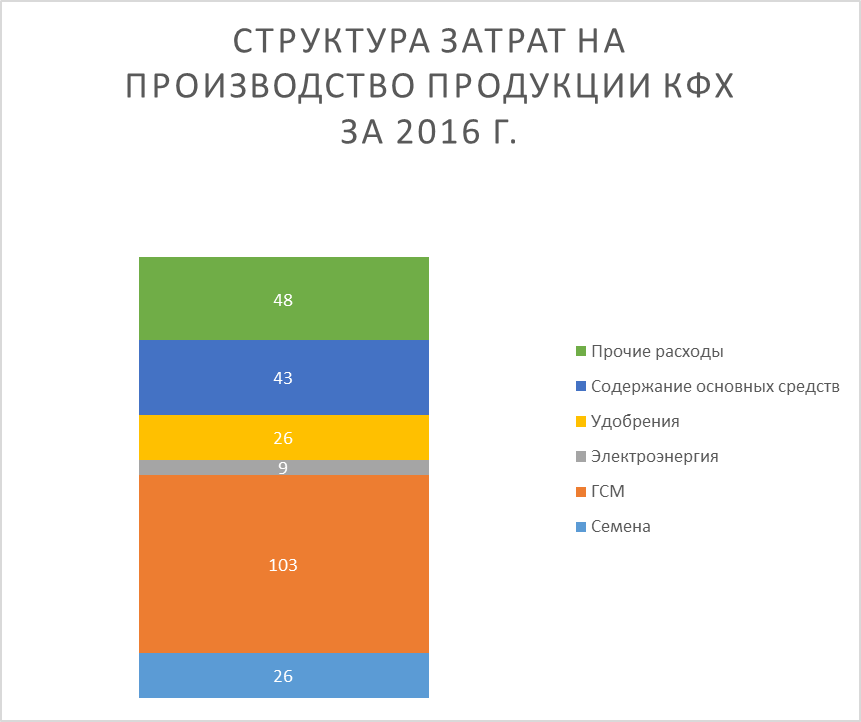 СТРУКТУРА ЗАТРАТ НА
ПРОИЗВОДСТВО ПРОДУКЦИИ КФХ
ЗА 2016 Г.
48
43
26
9
103
26
Прочие расходы
Содержание основных средств
Удобрения
Электроэнергия
ГСМ
Семена